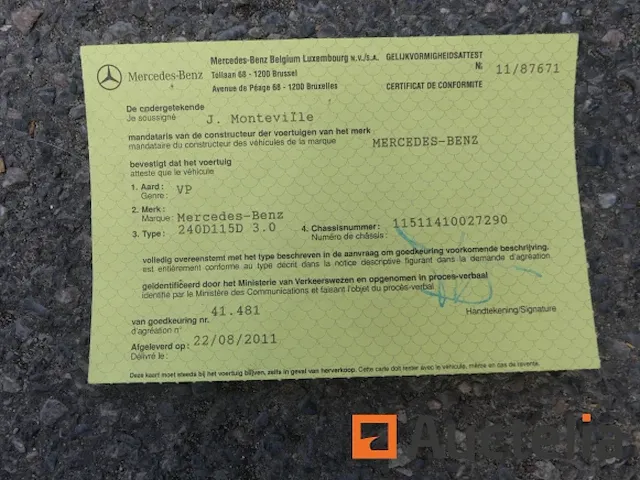 Mercedes-Benz
Mercedes-Benz Belgium Luxembourg N.V./S.A.
Tollaan 68 - 1200 Brussel
Avenue de Péage 68 - 1200 Bruxelles
GELIJKVORMIGHEIDSATTEST
N. 11/87671
CERTIFICAT DE CONFORMITE
De ondergetekende
Je soussigné J. Monteville
mandataris van de constructeur der voertuigen van het merk
mandataire du constructeur des véhicules de la marque MERCEDES-BENZ
bevestigt dat het voertuig
atteste que le véhicule
1. Aard : VP
Genre :
2. Merk :
Marque : Mercedes-Benz
3. Type : 240D115D 3.0
4. Chassisnummer : 11511410027290
Numéro de châssis :
volledig overeenstemt met het type beschreven in de aanvraag om goedkeuring voorkomende beschrijving.
est entièrement conforme au type décrit dans la notice descriptive figurant dans la demande d'agréation.
geïdentificeerd door het Ministerie van Verkeerswezen en opgenomen in proces-verbaal
identifié par le Ministère des Communications et faisant l'objet du procès-verbal
van goedkeuring nr. 41.481
d'agréation n°
Handtekening/Signature
Afgeleverd op : 22/08/2011
Délivré le :
Deze kaart moet steeds bij het voertuig blijven, zelfs in geval van herverkoop. Cette carte doit rester avec le véhicule, même en cas de revente.
Auctelia